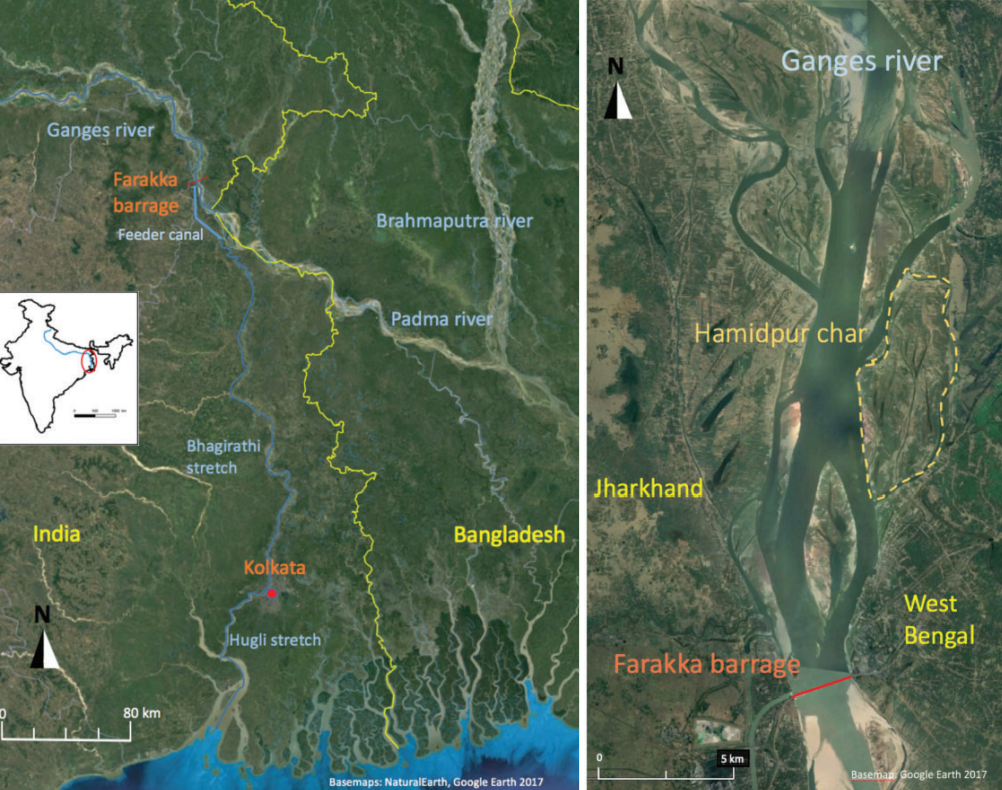 Ganges river
Farakka
barrage
Feeder canal
Brahmaputra river
Padma river
Bhagirathi
stretch
India
Bangladesh
Kolkata
N
Hugli stretch
0
80 km
Basemaps: NaturalEarth, Google Earth 2017
Ganges river
N
Hamidpur char
Jharkhand
West
Bengal
Farakka barrage
0
5 km
Basemap: Google Earth 2017